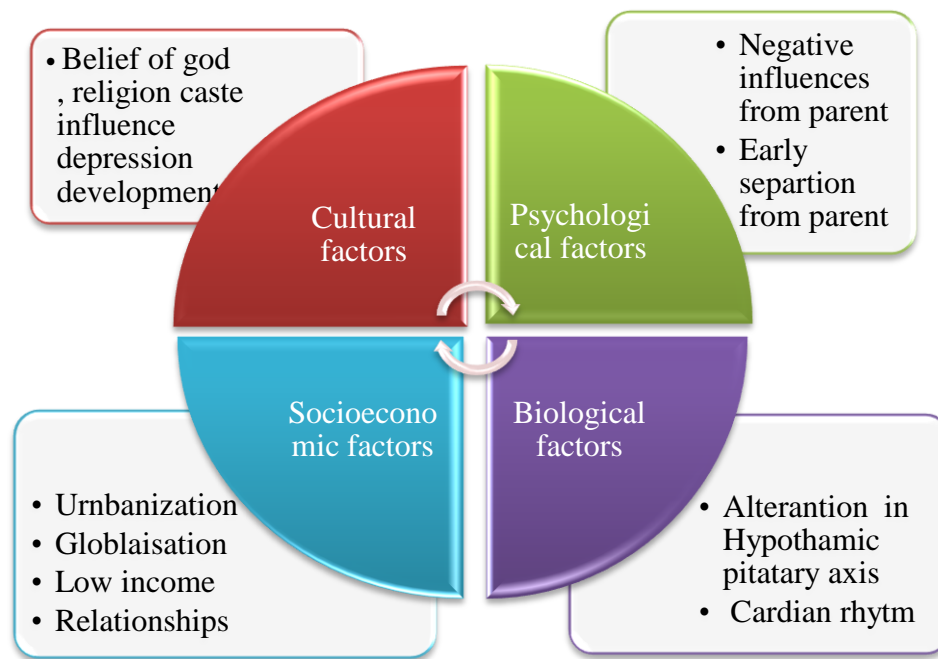 • Belief of god
, religion caste
influence
depression
development
Cultural
factors
• Negative
influences
from parent
• Early
separtion
from parent
Psychologi
cal factors
Socioecono
mic factors
• Urnbanization
• Globlaisation
• Low income
• Relationships
Biological
factors
• Alterantion in
Hypothamic
pitatary axis
• Cardian rhytm